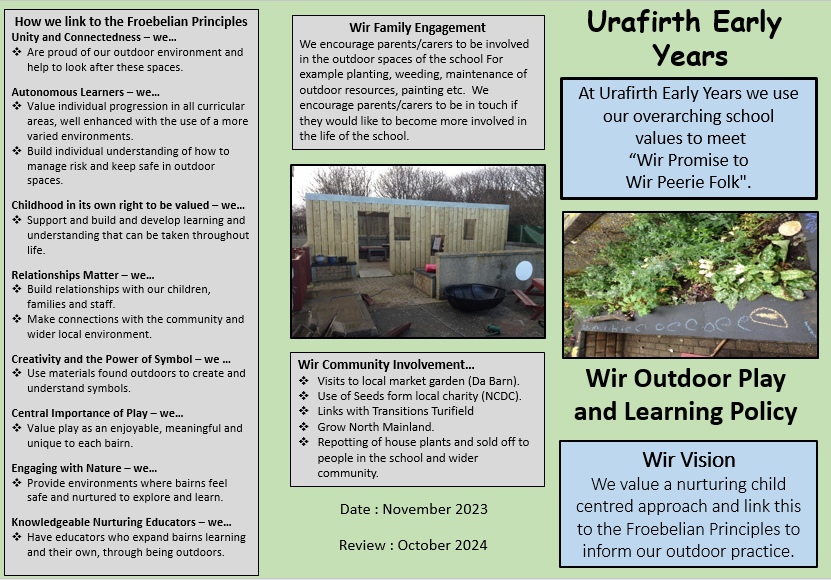 How we link to the Froebelian Principles
Unity and Connectedness – we…
❖ Are proud of our outdoor environment and
help to look after these spaces.
Autonomous Learners – we…
❖ Value individual progression in all curricular
areas, well enhanced with the use of a more
varied environments.
❖ Build individual understanding of how to
manage risk and keep safe in outdoor
spaces.
Childhood in its own right to be valued – we…
❖ Support and build and develop learning and
understanding that can be taken throughout
life.
Relationships Matter – we…
❖ Build relationships with our children,
families and staff.
❖ Make connections with the community and
wider local environment.
Creativity and the Power of Symbol – we …
❖ Use materials found outdoors to create and
understand symbols.
Central Importance of Play – we…
❖ Value play as an enjoyable, meaningful and
unique to each bairn.
Engaging with Nature – we…
❖ Provide environments where bairns feel
safe and nurtured to explore and learn.
Knowledgeable Nurturing Educators – we…
❖ Have educators who expand bairns learning
and their own, through being outdoors.
Wir Family Engagement
We encourage parents/carers to be involved
in the outdoor spaces of the school For
example planting, weeding, maintenance of
outdoor resources, painting etc. We
encourage parents/carers to be in touch if
they would like to become more involved in
the life of the school.
Wir Community Involvement…
❖ Visits to local market garden (Da Barn).
❖ Use of Seeds form local charity (NCDC).
❖ Links with Transitions Turifield
❖ Grow North Mainland.
❖ Repotting of house plants and sold off to
people in the school and wider
community.
Date : November 2023
Review : October 2024
Urafirth Early
Years
At Urafirth Early Years we use
our overarching school
values to meet
“Wir Promise to
Wir Peerie Folk".
Wir Outdoor Play
and Learning Policy
Wir Vision
We value a nurturing child
centred approach and link this
to the Froebelian Principles to
inform our outdoor practice.